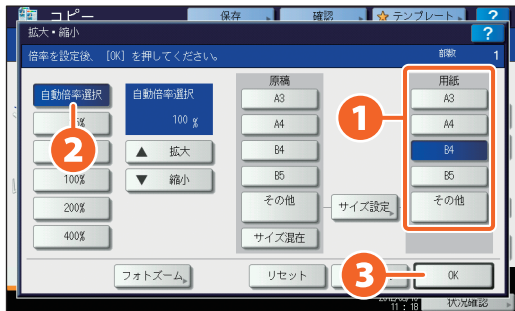 コピー 保存 確認 テンプレート ?
拡大・縮小 ?
倍率を設定後、[OK] を押してください。 部数 1
自動倍率選択 自動倍率選択 原稿 用紙
100 % A3 A3
1
A4 A4
2
▲ 拡大 B4 B4
100% ▼ 縮小 B5 B5
200% その他 サイズ設定 その他
400% サイズ混在
フォトズーム リセット 3 OK
11:18 状況確認